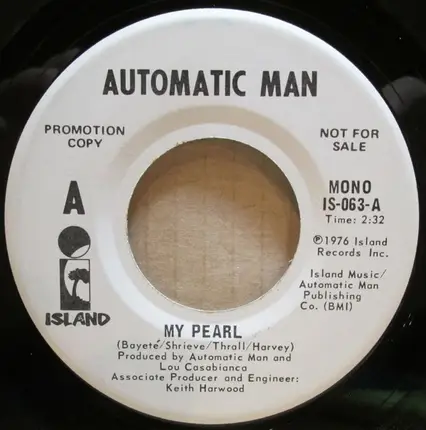 AUTOMATIC MAN
PROMOTION
COPY
NOT FOR
SALE
A
MONO
IS-063-A
Time: 2:32
℗1976 Island
Records Inc.
Island Music/
Automatic Man
Publishing
Co. (BMI)
ISLAND
MY PEARL
(Bayeté/Shrieve/Thrall/Harvey)
Produced by Automatic Man and
Lou Casabianca
Associate Producer and Engineer:
Keith Harwood